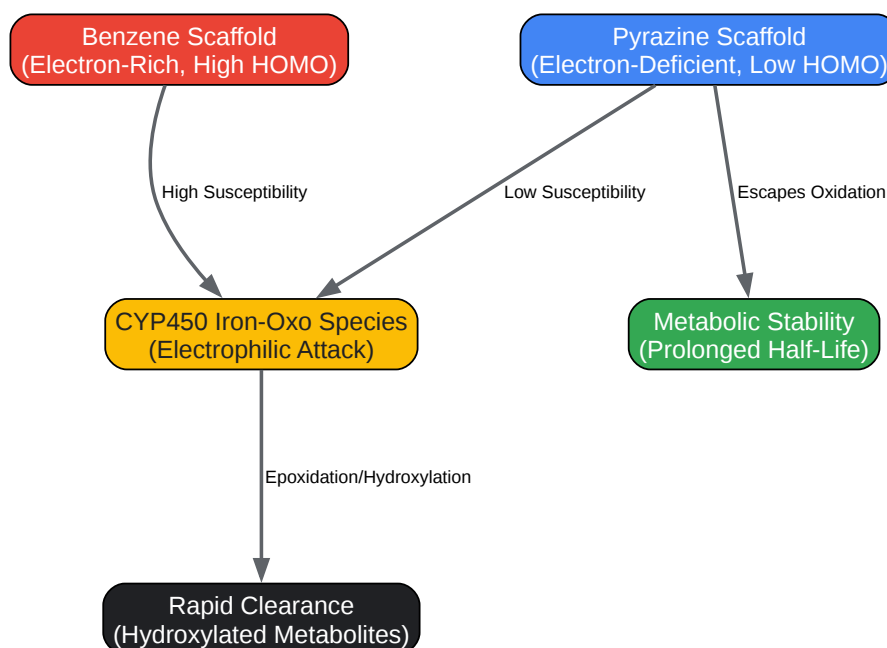 Benzene Scaffold
(Electron-Rich, High HOMO)
Pyrazine Scaffold
(Electron-Deficient, Low HOMO)
High Susceptibility
Low Susceptibility
Escapes Oxidation
CYP450 Iron-Oxo Species
(Electrophilic Attack)
Metabolic Stability
(Prolonged Half-Life)
Epoxidation/Hydroxylation
Rapid Clearance
(Hydroxylated Metabolites)